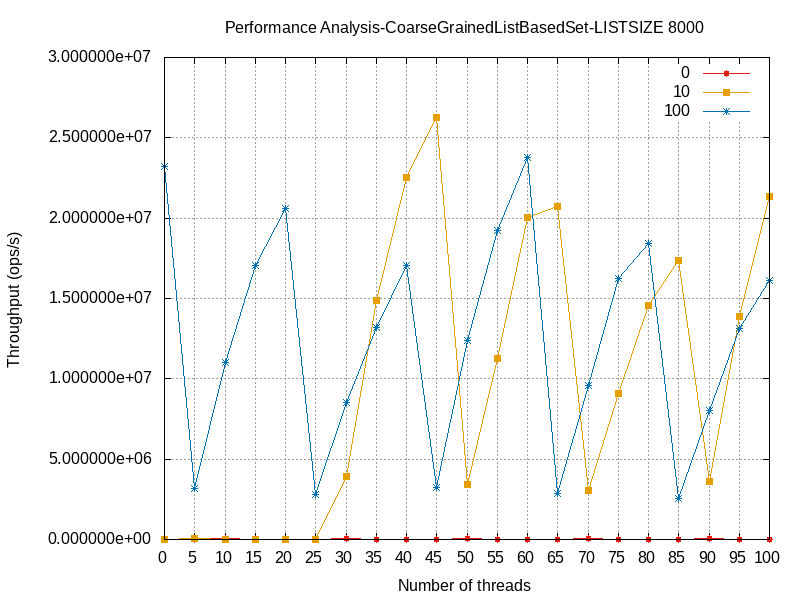 Performance Analysis-CoarseGrainedListBasedSet-LISTSIZE 8000
3.000000e+07
2.500000e+07
2.000000e+07
1.500000e+07
1.000000e+07
5.000000e+06
0.000000e+00
Throughput (ops/s)
0
10
100
0 5 10 15 20 25 30 35 40 45 50 55 60 65 70 75 80 85 90 95 100
Number of threads